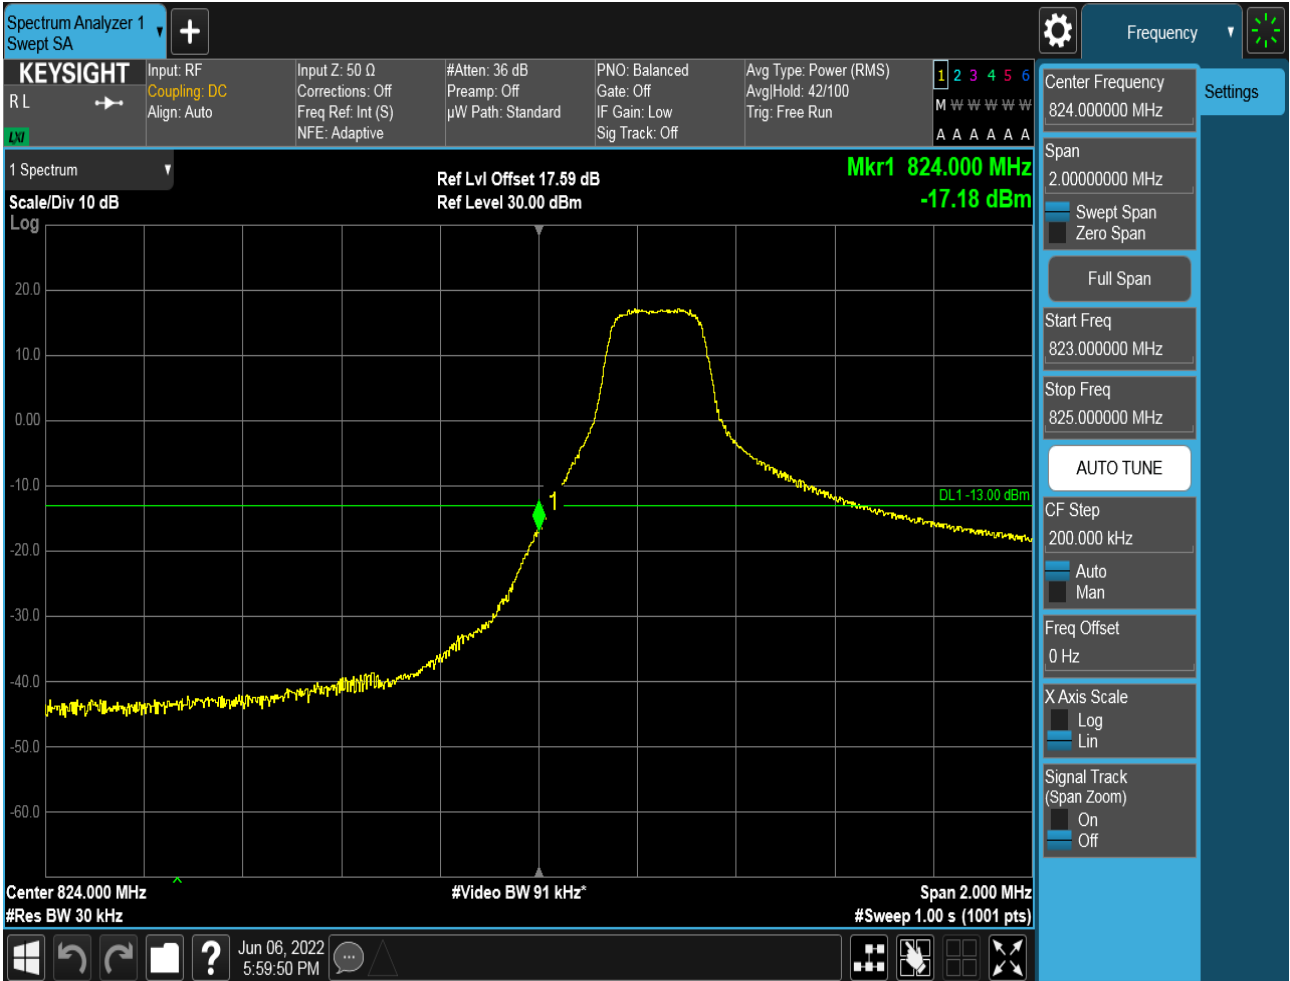 Spectrum Analyzer 1
Swept SA
+
Frequency
KEYSIGHT
R L
LXI
Input: RF
Coupling: DC
Align: Auto
Input Z: 50 Ω
Corrections: Off
Freq Ref: Int (S)
NFE: Adaptive
#Atten: 36 dB
Preamp: Off
µW Path: Standard
PNO: Balanced
Gate: Off
IF Gain: Low
Sig Track: Off
Avg Type: Power (RMS)
Avg|Hold: 42/100
Trig: Free Run
1 2 3 4 5 6
M W W W W W
A A A A A A
1 Spectrum
Scale/Div 10 dB
Log
Ref Lvl Offset 17.59 dB
Ref Level 30.00 dBm
Mkr1 824.000 MHz
-17.18 dBm
20.0
10.0
0.00
-10.0
-20.0
-30.0
-40.0
-50.0
-60.0
1
DL1 -13.00 dBm
Center 824.000 MHz
#Res BW 30 kHz
#Video BW 91 kHz*
Span 2.000 MHz
#Sweep 1.00 s (1001 pts)
Center Frequency
824.000000 MHz
Span
2.00000000 MHz
Swept Span
Zero Span
Full Span
Start Freq
823.000000 MHz
Stop Freq
825.000000 MHz
AUTO TUNE
CF Step
200.000 kHz
Auto
Man
Freq Offset
0 Hz
X Axis Scale
Log
Lin
Signal Track
(Span Zoom)
On
Off
Settings
?
Jun 06, 2022
5:59:50 PM